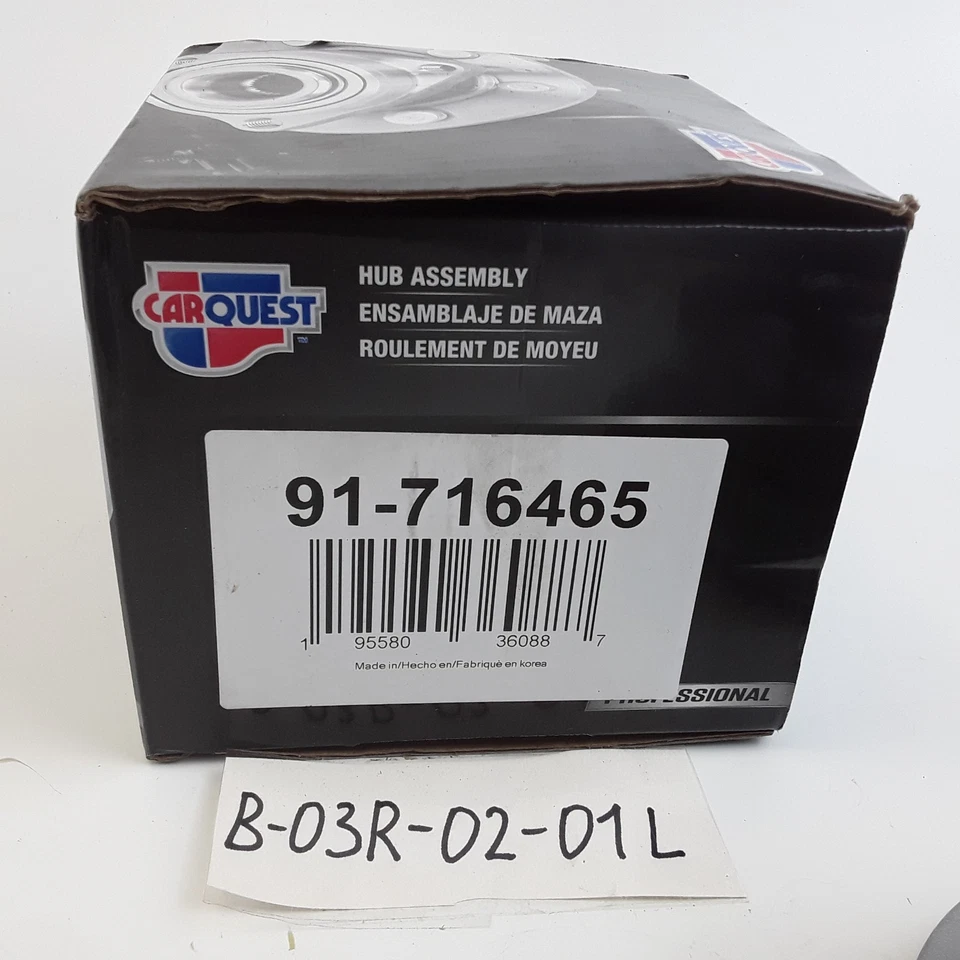 CARQUEST
HUB ASSEMBLY
ENSAMBLAJE DE MAZA
ROULEMENT DE MOYEU
91-716465
1 95580 36088 7
Made in/Hecho en/Fabriqué en korea
PROFESSIONAL
B-03R-02-01L